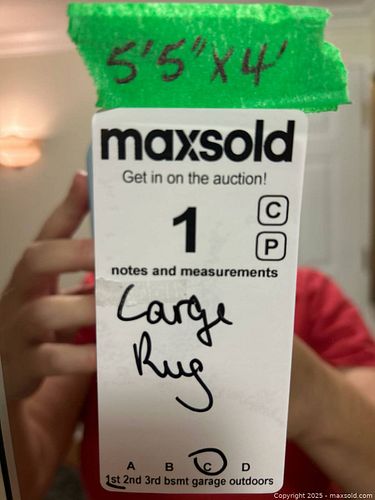 5'5" X 4'
maxsold
Get in on the auction!
C
1
P
notes and measurements
Large
Rug
A B C D
1st 2nd 3rd bsmt garage outdoors
Copyright 2025 - maxsold.com